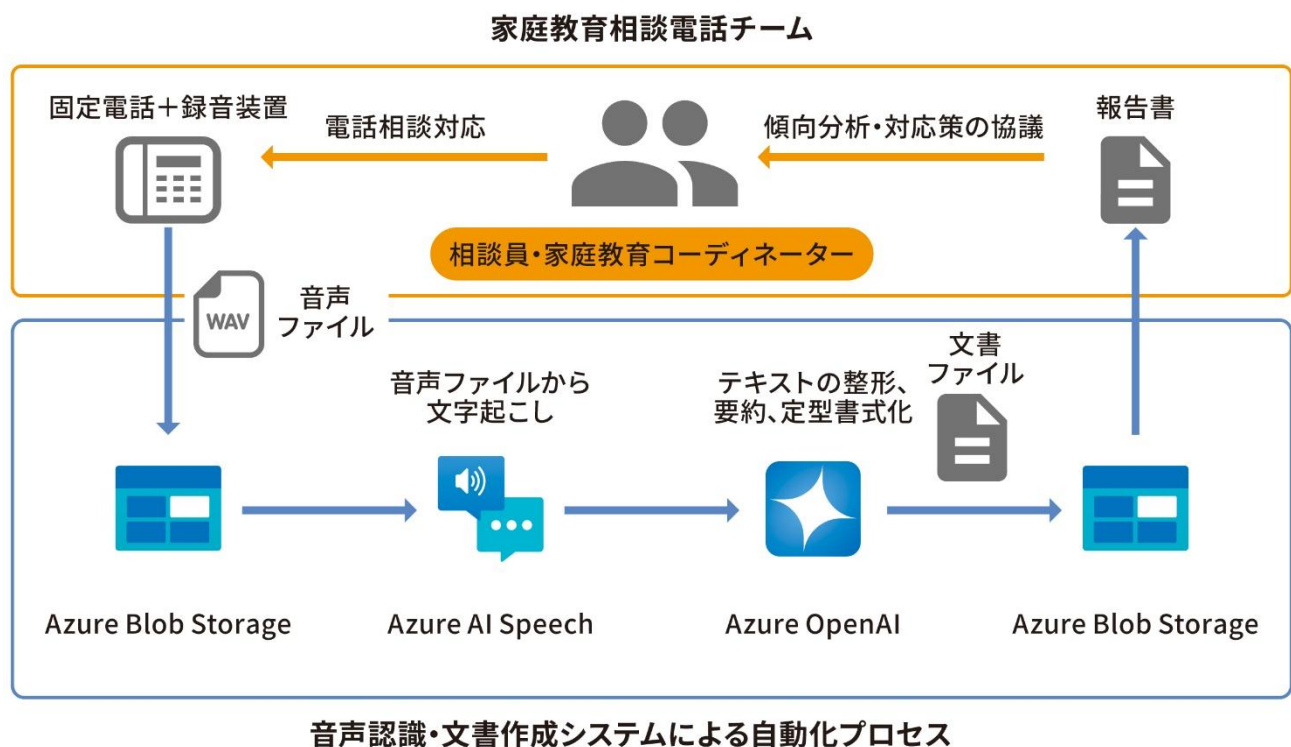 家庭教育相談電話チーム
固定電話＋録音装置
電話相談対応
傾向分析・対応策の協議
報告書
相談員・家庭教育コーディネーター
WAV
音声
ファイル
音声ファイルから
文字起こし
テキストの整形、
要約、定型書式化
文書
ファイル
Azure Blob Storage
Azure AI Speech
Azure OpenAI
Azure Blob Storage
音声認識・文書作成システムによる自動化プロセス